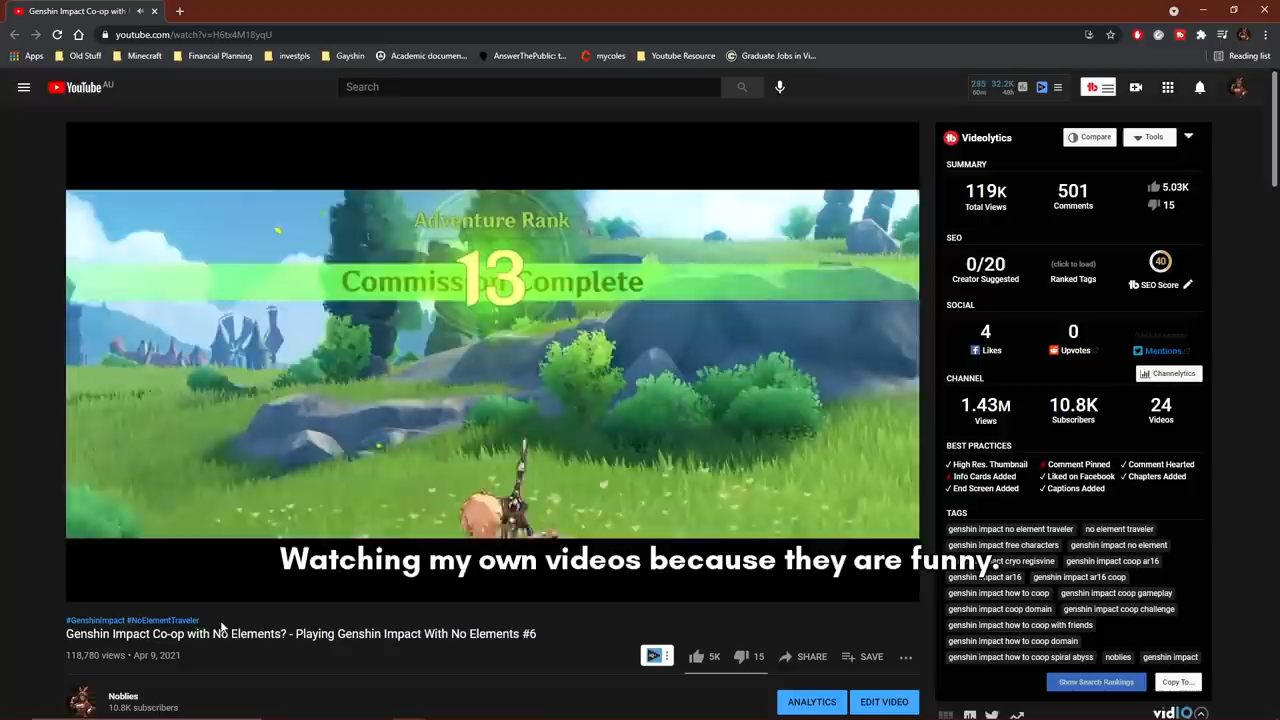 Genshin Impact Co-op with
youtube.com/watch?v=H6tx4M18yqU
Apps Old Stuff Minecraft Financial Planning investpls Gayshin Academic documen... AnswerThePublic: t... mycoles YouTube Resource Graduate Jobs in Vi... Reading list
YouTube AU
Search
285 60m 32.2K 48h
Adventure Rank
13
Commission Complete
Watching my own videos because they are funny.
#GenshinImpact #NoElementTraveler
Genshin Impact Co-op with No Elements? - Playing Genshin Impact With No Elements #6
118,780 views • Apr 9, 2021
5K 15 SHARE SAVE
Noblies
10.8K subscribers
ANALYTICS EDIT VIDEO
tb Videolytics Compare Tools
SUMMARY
119K 501 5.03K
Total Views Comments 15
SEO
0/20 (click to load) 40
Creator Suggested Ranked Tags tb SEO Score
SOCIAL
4 0
Likes Upvotes Mentions
CHANNEL Channelytics
1.43M 10.8K 24
Views Subscribers Videos
BEST PRACTICES
✓ High Res. Thumbnail Comment Pinned ✓ Comment Hearted
Info Cards Added ✓ Liked on Facebook ✓ Chapters Added
✓ End Screen Added ✓ Captions Added
TAGS
genshin impact no element traveler no element traveler
genshin impact free characters genshin impact no element
cryo regisvine genshin impact coop ar16
genshin impact ar16 genshin impact ar16 coop
genshin impact how to coop genshin impact coop gameplay
genshin impact coop domain genshin impact coop challenge
genshin impact how to coop with friends
genshin impact how to coop domain
genshin impact how to coop spiral abyss noblies genshin impact
Show Search Rankings Copy To...
vidIQ